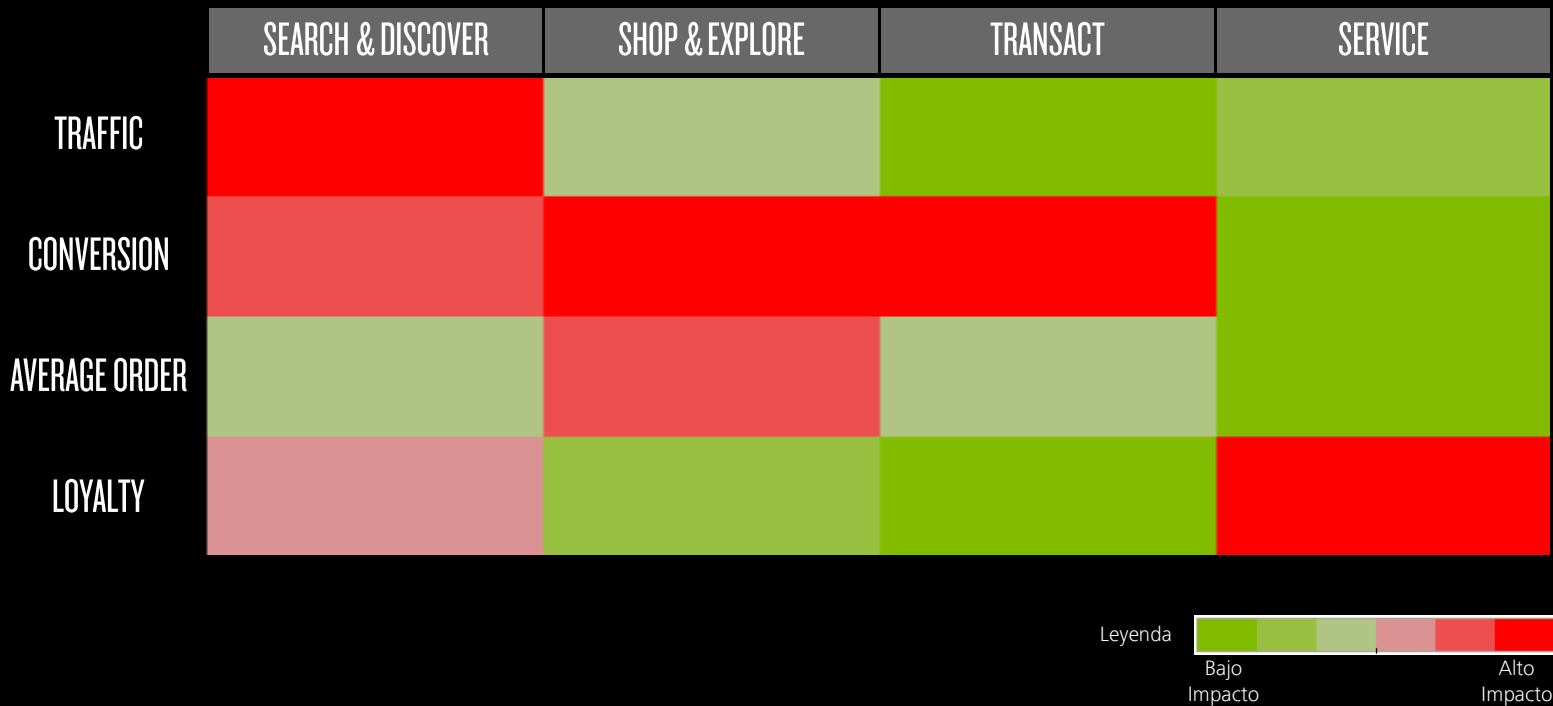 SEARCH & DISCOVER
SHOP & EXPLORE
TRANSACT
SERVICE
TRAFFIC
CONVERSION
AVERAGE ORDER
LOYALTY
Leyenda
Bajo
Impacto
Alto
Impacto